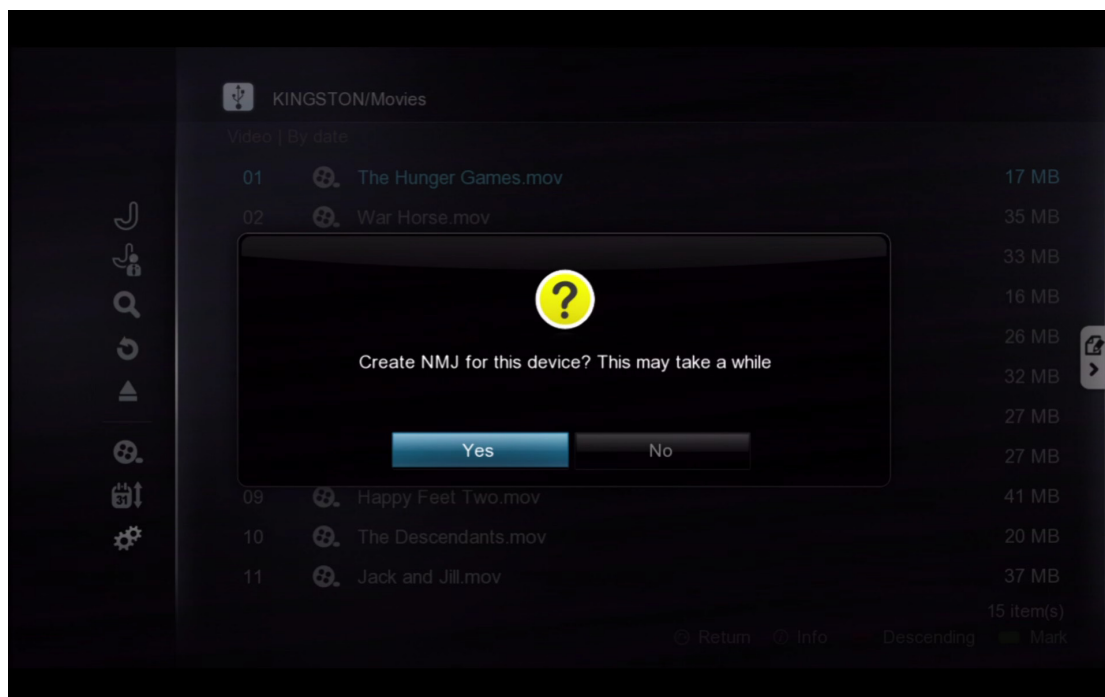 KINGSTON/Movies
Video | By date
01 The Hunger Games.mov 17 MB
02 War Horse.mov 35 MB
33 MB
16 MB
26 MB
Create NMJ for this device? This may take a while
32 MB
27 MB
Yes No
27 MB
31
09 Happy Feet Two.mov 41 MB
10 The Descendants.mov 20 MB
11 Jack and Jill.mov 37 MB
15 item(s)
Return Info Descending Mark